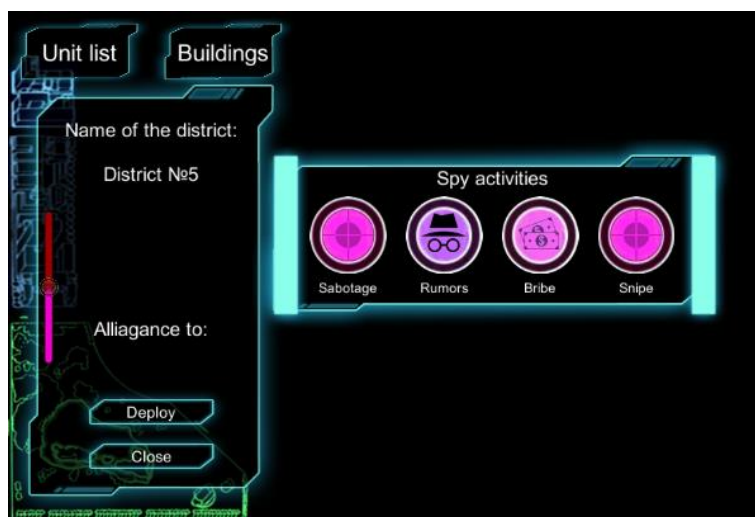 Unit list
Buildings
Name of the district:
District №5
Alliagance to:
Deploy
Close
Spy activities
Sabotage
Rumors
Bribe
Snipe